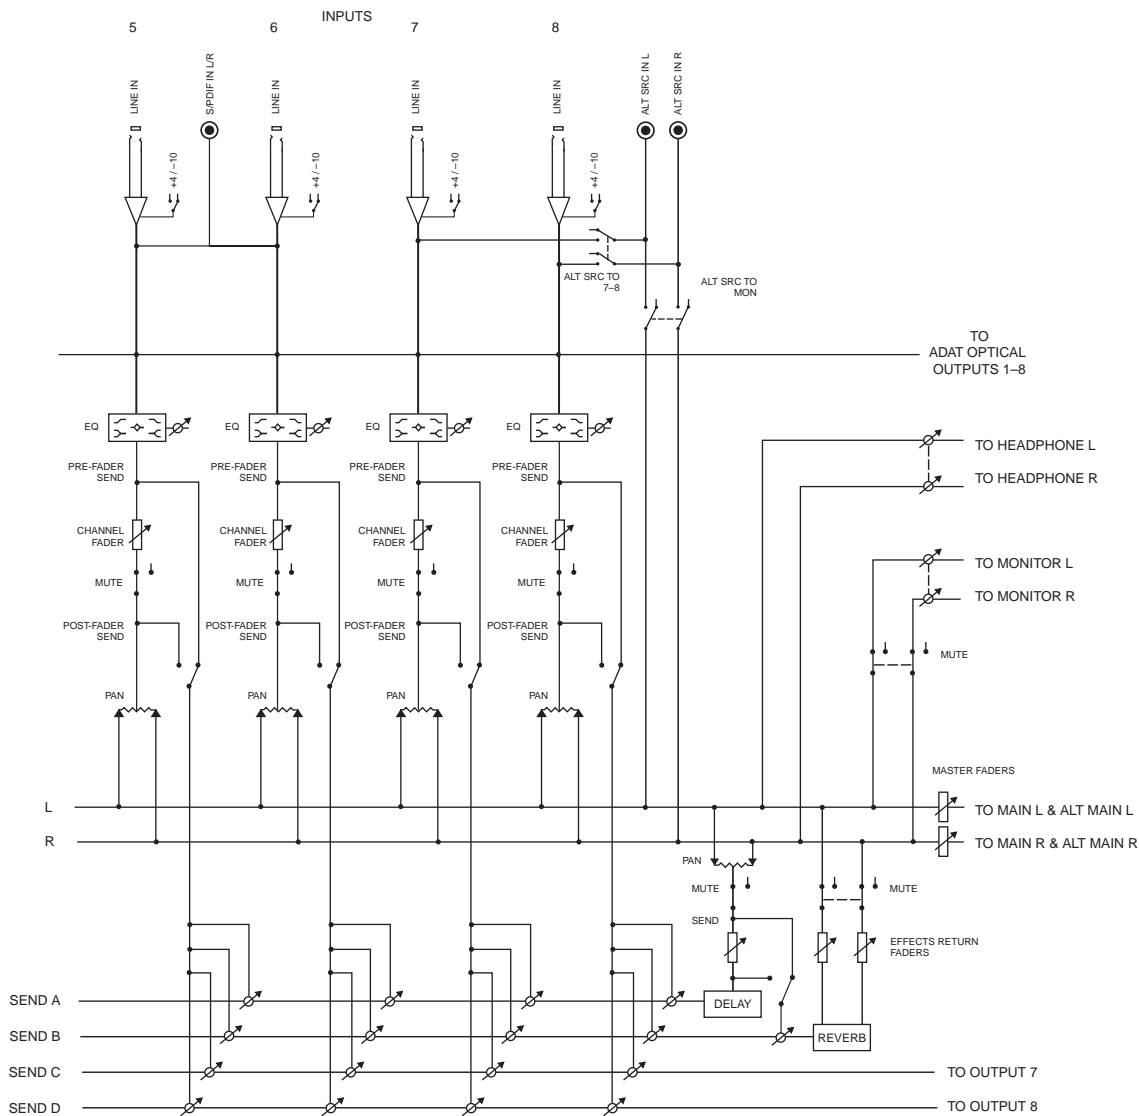 INPUTS
5 6 7 8
LINE IN
S/PDIF IN L/R
LINE IN
LINE IN
LINE IN
ALT SRC IN L
ALT SRC IN R
+4 / –10
+4 / –10
+4 / –10
+4 / –10
ALT SRC TO
7–8
ALT SRC TO
MON
TO
ADAT OPTICAL
OUTPUTS 1–8
EQ EQ EQ EQ
TO HEADPHONE L
PRE-FADER
SEND
PRE-FADER
SEND
PRE-FADER
SEND
PRE-FADER
SEND
TO HEADPHONE R
CHANNEL
FADER
CHANNEL
FADER
CHANNEL
FADER
CHANNEL
FADER
TO MONITOR L
MUTE MUTE MUTE MUTE
TO MONITOR R
POST-FADER
SEND
POST-FADER
SEND
POST-FADER
SEND
POST-FADER
SEND
MUTE
PAN PAN PAN PAN
MASTER FADERS
L
TO MAIN L & ALT MAIN L
R
TO MAIN R & ALT MAIN R
PAN
MUTE
MUTE
SEND
EFFECTS RETURN
FADERS
SEND A
DELAY
SEND B
REVERB
SEND C
TO OUTPUT 7
SEND D
TO OUTPUT 8